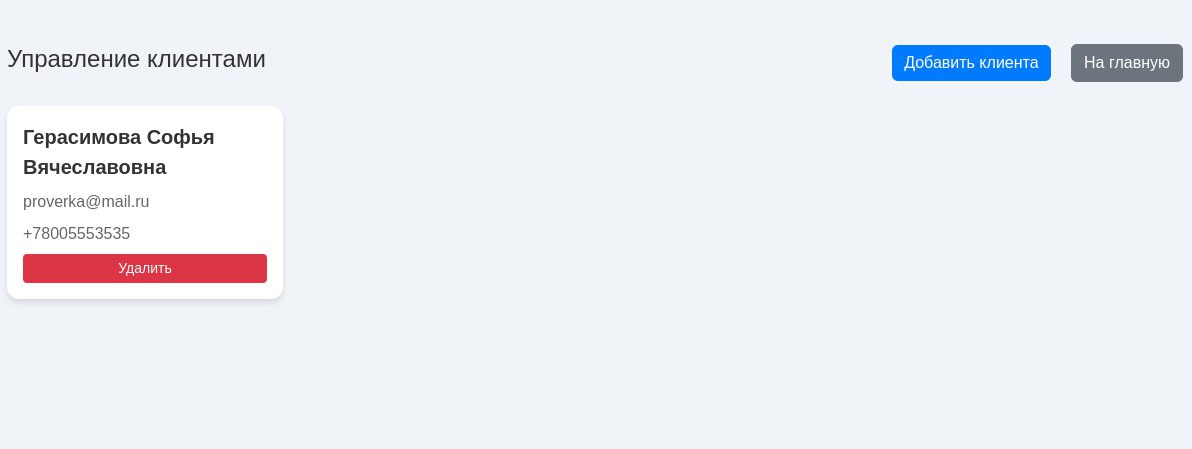 Управление клиентами
Добавить клиента
На главную
Герасимова Софья
Вячеславовна
proverka@mail.ru
+78005553535
Удалить